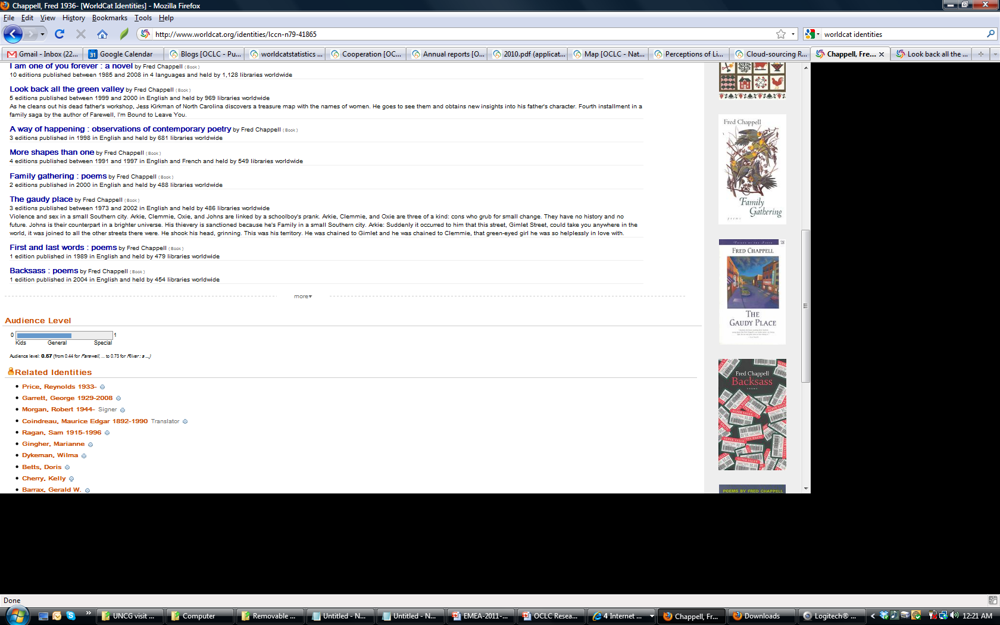 Chappell, Fred 1936- [WorldCat Identities] - Mozilla Firefox
File Edit View History Bookmarks Tools Help
http://www.worldcat.org/identities/lccn-n79-41865
worldcat identities
Gmail - Inbox (22...
31 Google Calendar
Blogs [OCLC - Pu...
worldcatstatistics ...
Cooperation [OC...
Annual reports [O...
2010.pdf (applicat...
Map [OCLC - Nat...
Perceptions of Li...
Cloud-sourcing R...
Chappell, Fre...
Look back all the ...
I am one of you forever : a novel by Fred Chappell ( Book )
10 editions published between 1985 and 2008 in 4 languages and held by 1,128 libraries worldwide
Look back all the green valley by Fred Chappell ( Book )
5 editions published between 1999 and 2000 in English and held by 969 libraries worldwide
As he cleans out his dead father's workshop, Jess Kirkman of North Carolina discovers a treasure map with the names of women. He goes to see them and obtains new insights into his father's character. Fourth installment in a
family saga by the author of Farewell, I'm Bound to Leave You.
A way of happening : observations of contemporary poetry by Fred Chappell ( Book )
3 editions published in 1998 in English and held by 681 libraries worldwide
More shapes than one by Fred Chappell ( Book )
4 editions published between 1991 and 1997 in English and French and held by 549 libraries worldwide
Family gathering : poems by Fred Chappell ( Book )
2 editions published in 2000 in English and held by 488 libraries worldwide
The gaudy place by Fred Chappell ( Book )
3 editions published between 1973 and 2002 in English and held by 486 libraries worldwide
Violence and sex in a small Southern city. Arkie, Clemmie, Oxie, and Johns are linked by a schoolboy's prank. Arkie, Clemmie, and Oxie are three of a kind: cons who grub for small change. They have no history and no
future. Johns is their counterpart in a brighter universe. His thievery is sanctioned because he's Family in a small Southern city. Arkie: Suddenly it occurred to him that this street, Gimlet Street, could take you anywhere in the
world, it was joined to all the other streets there were. He shook his head, grinning. This was his territory. He was chained to Gimlet and he was chained to Clemmie, that green-eyed girl he was so helplessly in love with.
First and last words : poems by Fred Chappell ( Book )
1 edition published in 1989 in English and held by 479 libraries worldwide
Backsass : poems by Fred Chappell ( Book )
1 edition published in 2004 in English and held by 454 libraries worldwide
more▾
Audience Level
0 1
Kids General Special
Audience level: 0.57 (from 0.44 for Farewell, ... to 0.73 for River : a ...)
Related Identities
Price, Reynolds 1933-
Garrett, George 1929-2008
Morgan, Robert 1944- Signer
Coindreau, Maurice Edgar 1892-1990 Translator
Ragan, Sam 1915-1996
Gingher, Marianne
Dykeman, Wilma
Betts, Doris
Cherry, Kelly
Barrax, Gerald W.
Fred Chappell
Family
Gathering
poems
FRED CHAPPELL
THE
GAUDY PLACE
Fred Chappell
Backsass
POEMS
POEMS BY FRED CHAPPELL
Done
UNCG visit ...
Computer
Removable ...
Untitled - N...
Untitled - N...
EMEA-2011-...
OCLC Resea...
4 Internet ...
Chappell, Fr...
Downloads
Logitech® ...
12:21 AM